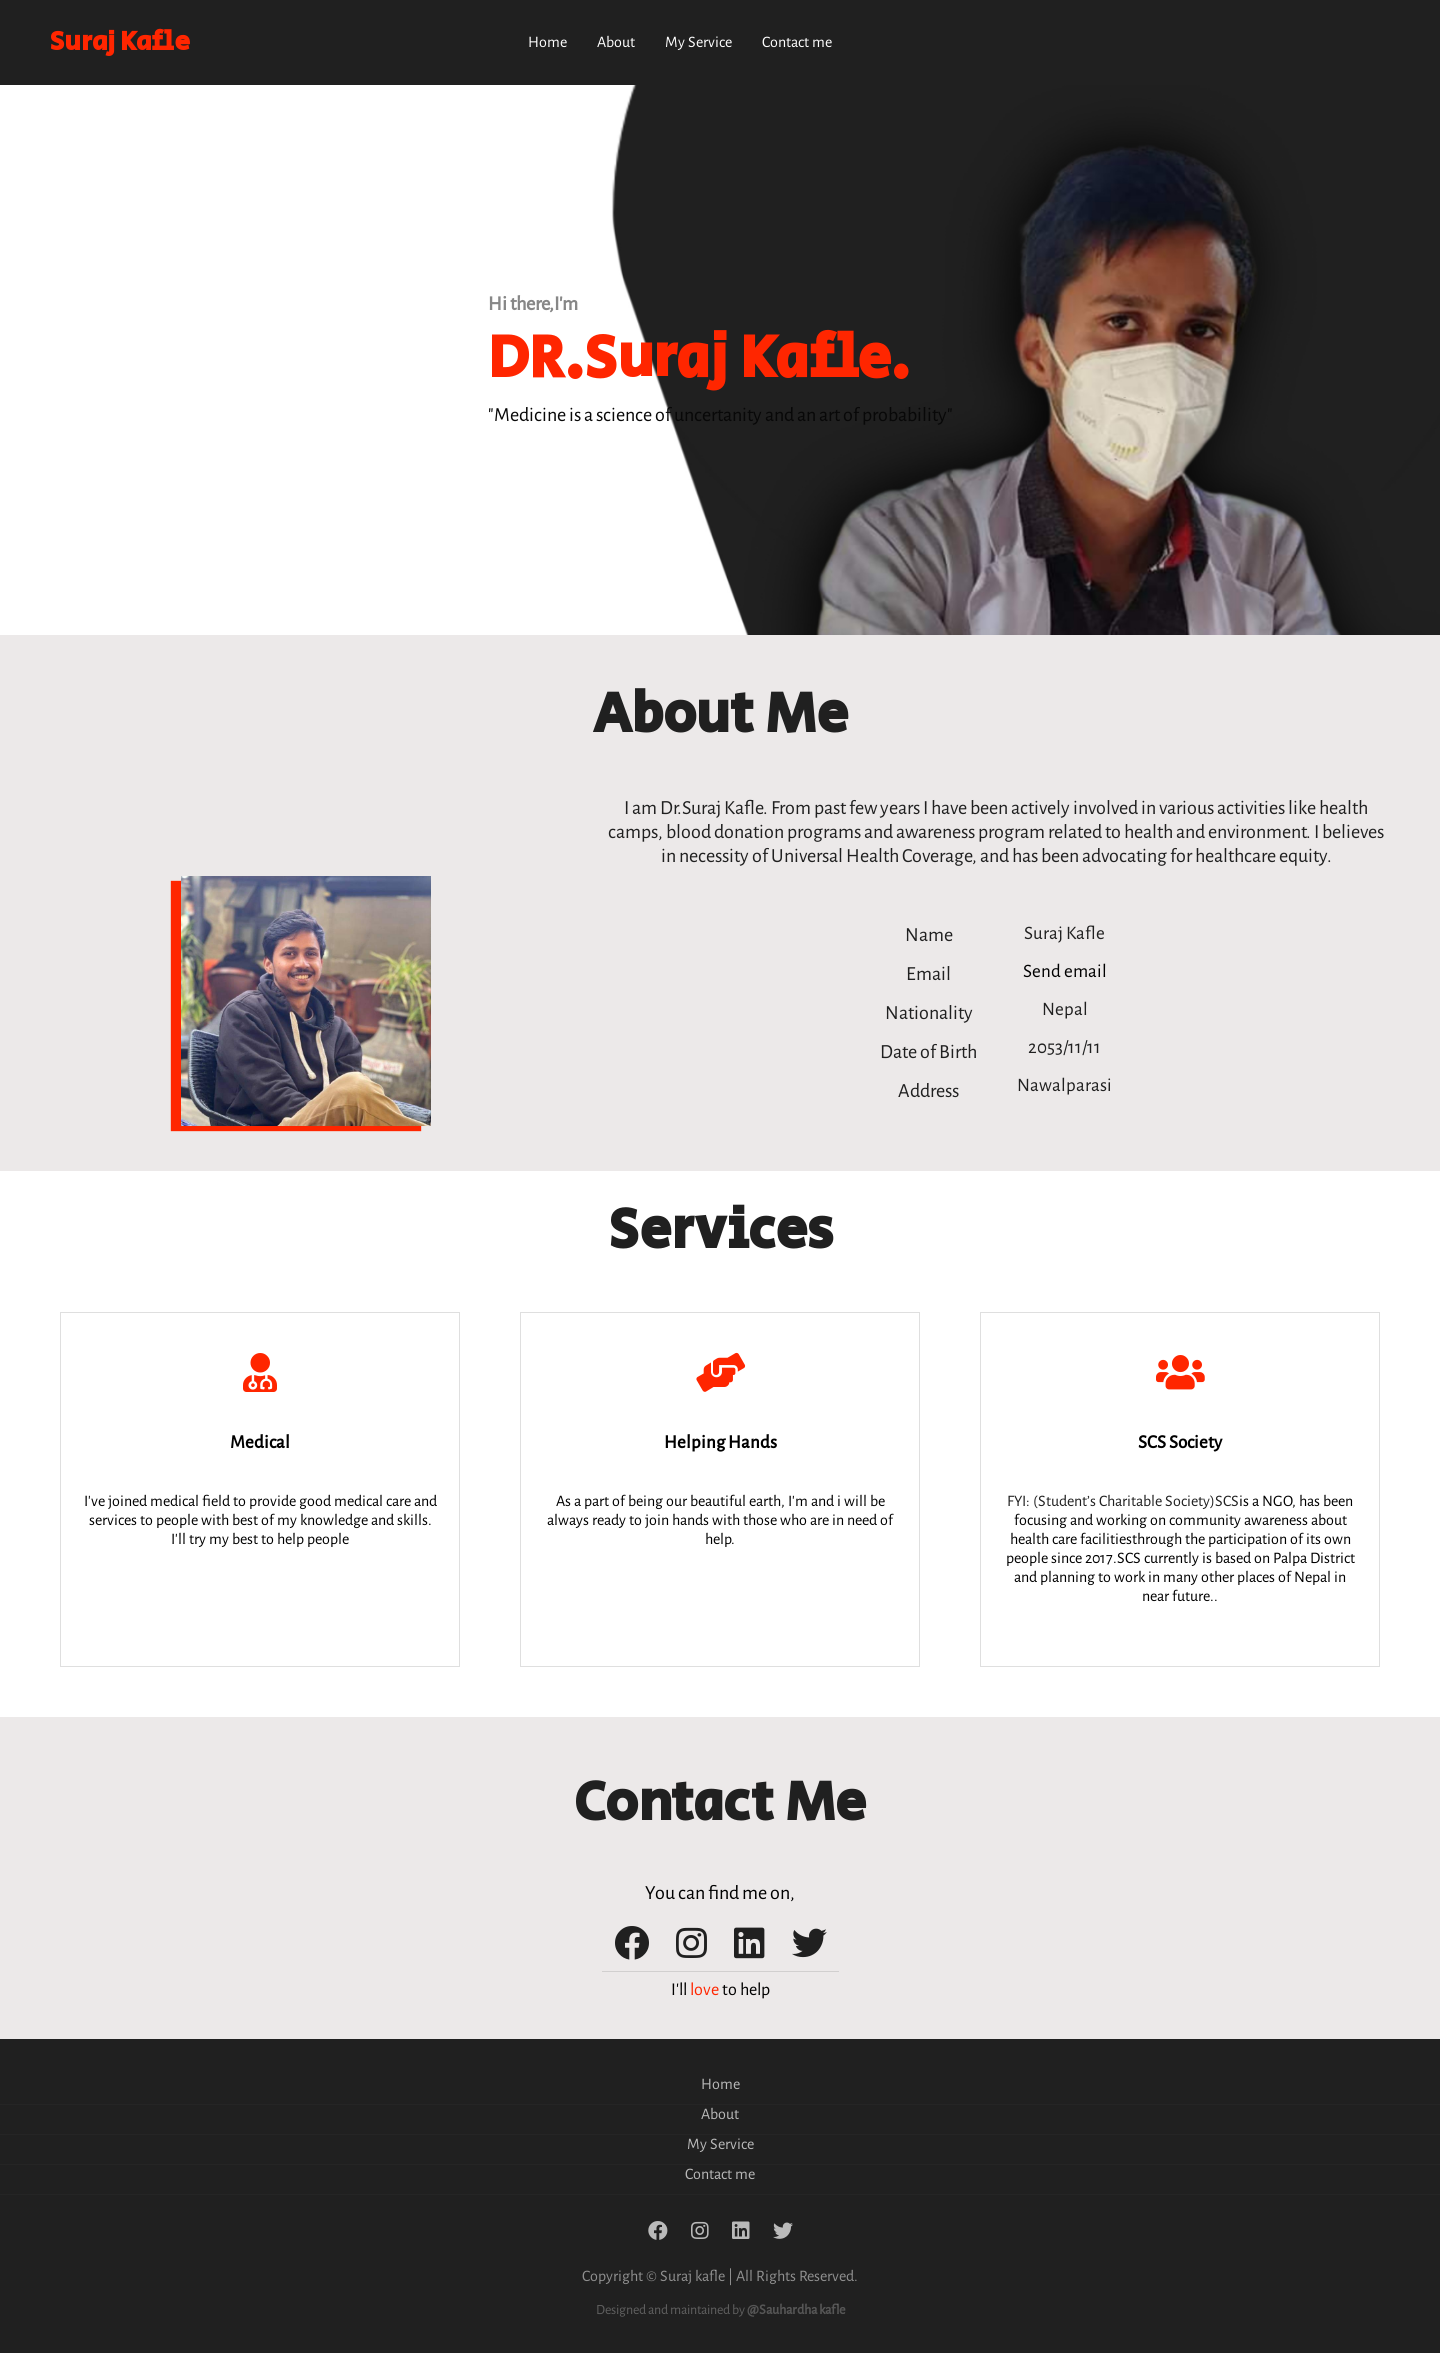 Suraj Kafle
Home About My Service Contact me
Hi there,I'm
DR.Suraj Kafle.
"Medicine is a science of uncertanity and an art of probability"
About Me
I am Dr.Suraj Kafle. From past few years I have been actively involved in various activities like health
camps, blood donation programs and awareness program related to health and environment. I believes
in necessity of Universal Health Coverage, and has been advocating for healthcare equity.
Name Suraj Kafle
Email Send email
Nationality Nepal
Date of Birth 2053/11/11
Address Nawalparasi
Services
Medical
I've joined medical field to provide good medical care and
services to people with best of my knowledge and skills.
I'll try my best to help people
Helping Hands
As a part of being our beautiful earth, I'm and i will be
always ready to join hands with those who are in need of
help.
SCS Society
FYI: (Student's Charitable Society)SCSis a NGO, has been
focusing and working on community awareness about
health care facilitiesthrough the participation of its own
people since 2017.SCS currently is based on Palpa District
and planning to work in many other places of Nepal in
near future..
Contact Me
You can find me on,
I'll love to help
Home
About
My Service
Contact me
Copyright © Suraj kafle | All Rights Reserved.
Designed and maintained by @Sauhardha kafle